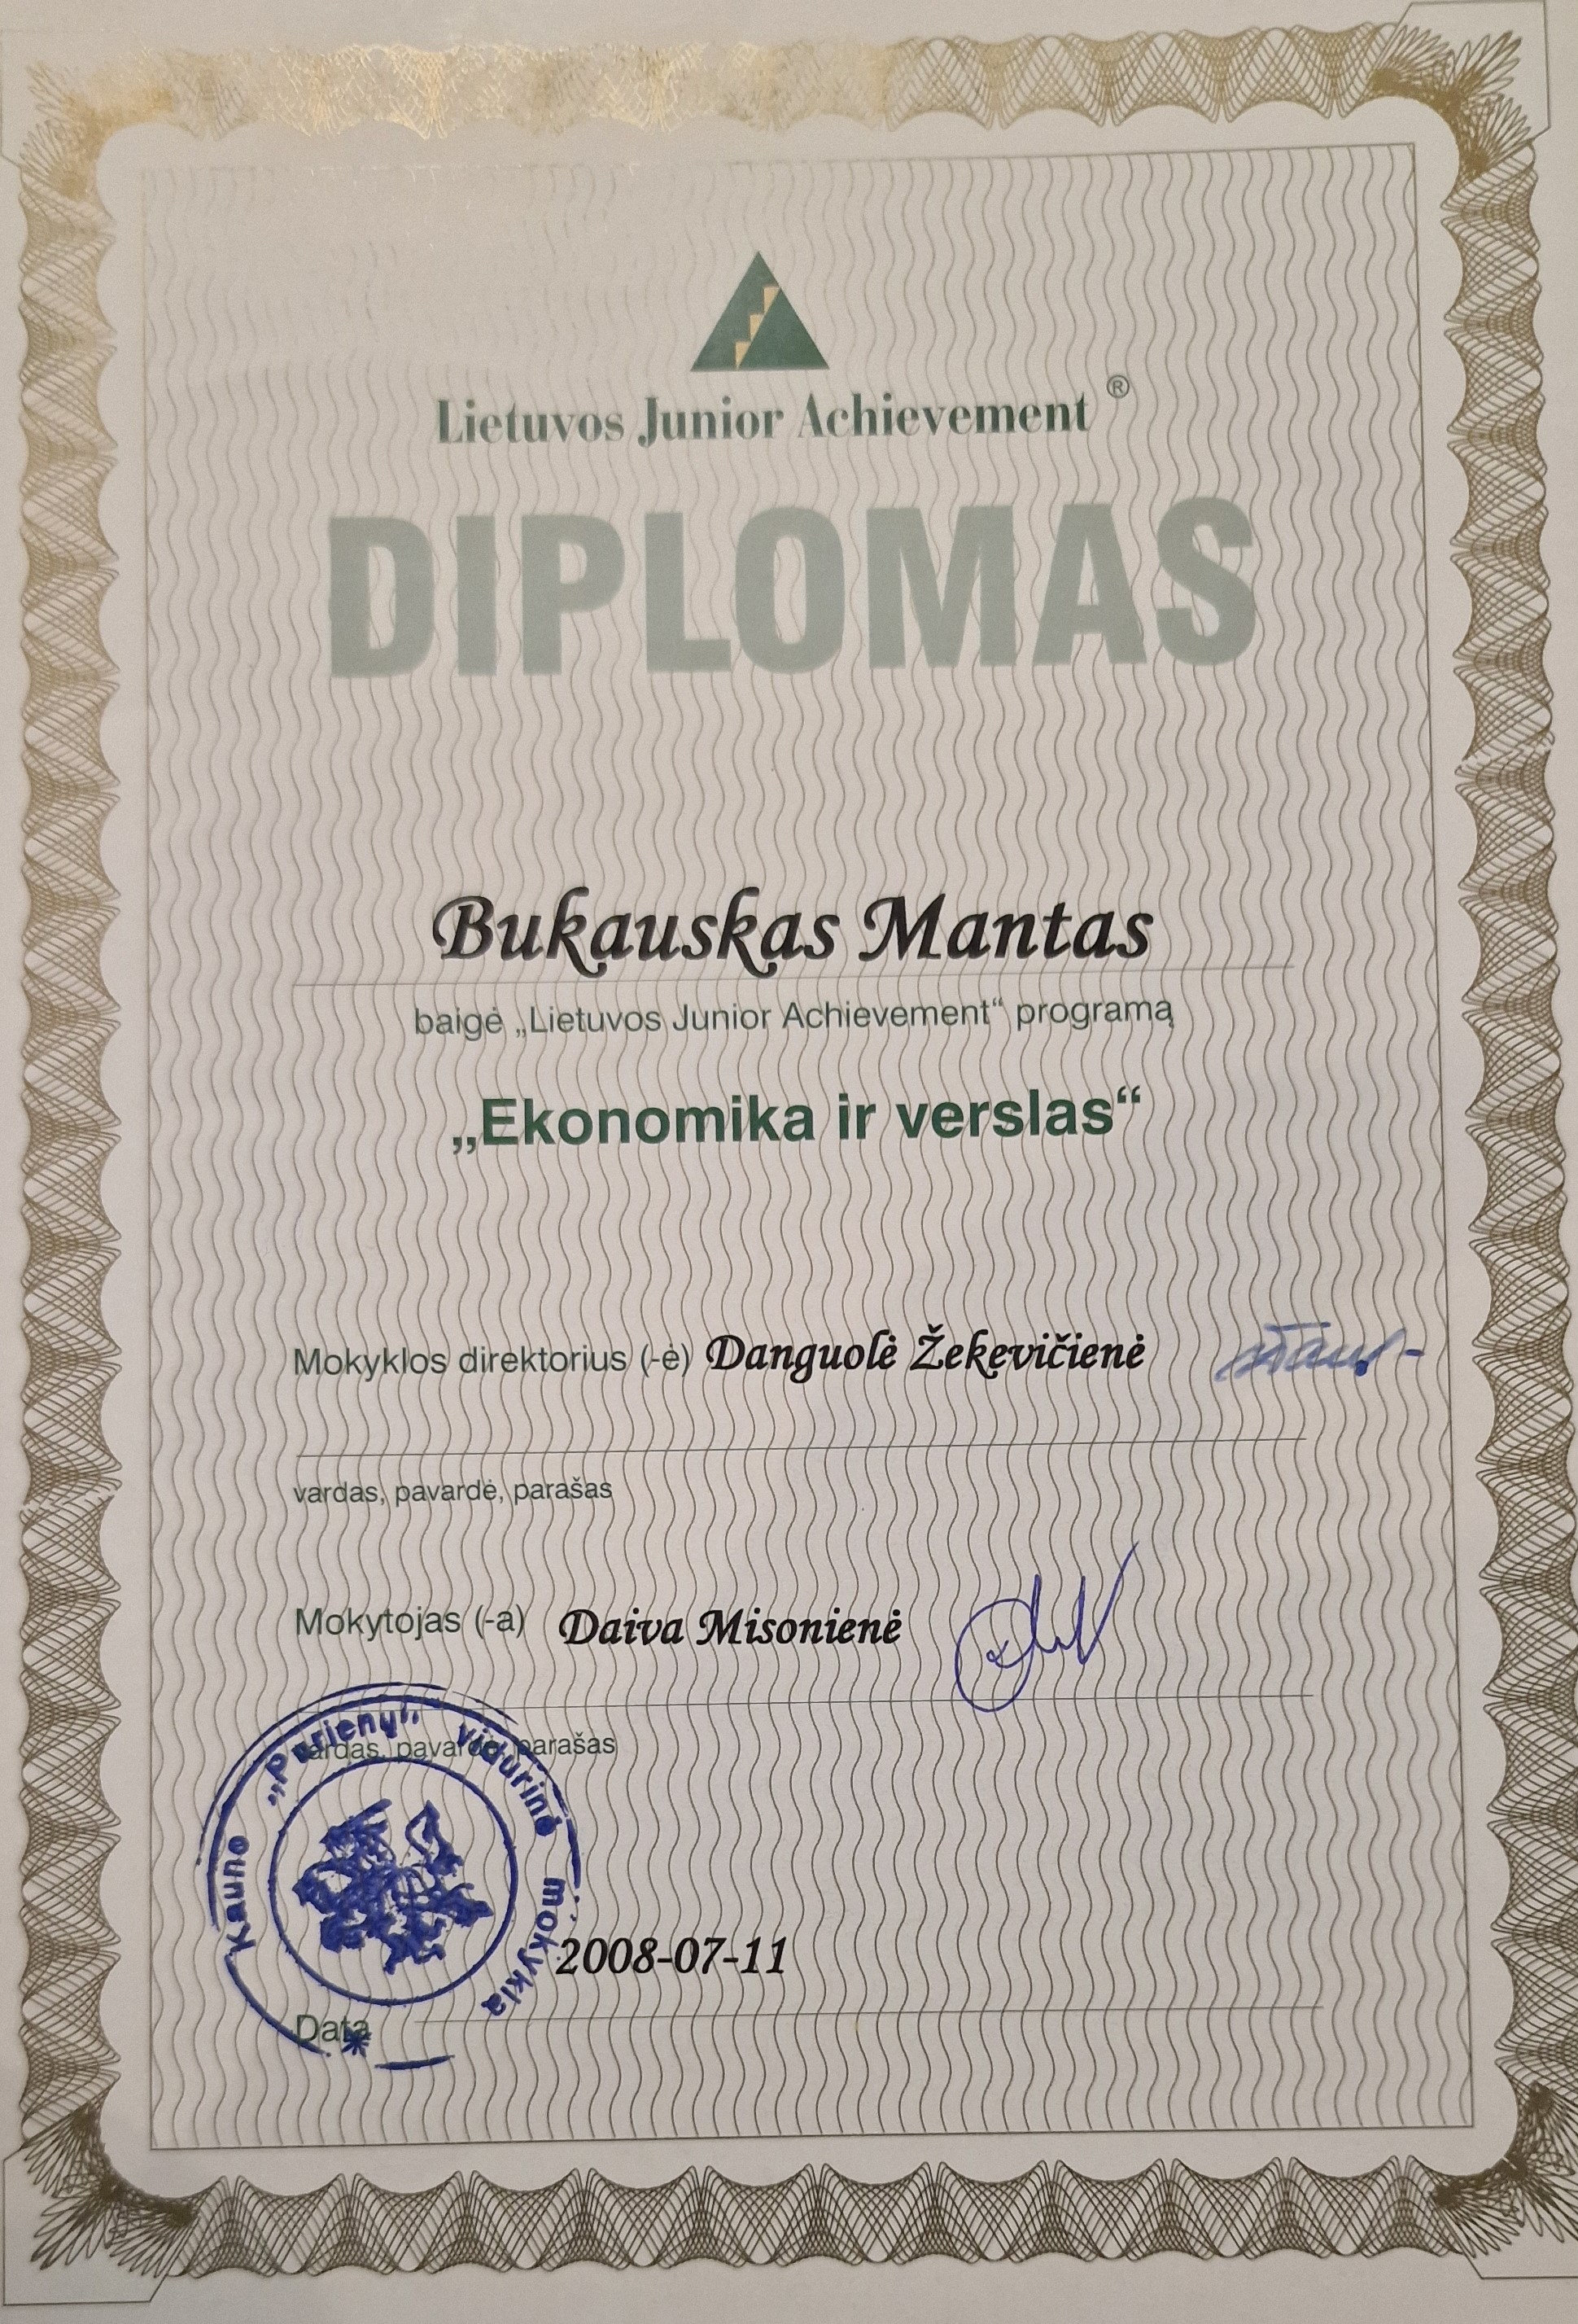 Lietuvos Junior Achievement ®
DIPLOMAS
Bukauskas Mantas
baigė „Lietuvos Junior Achievement“ programą
„Ekonomika ir verslas“
Mokyklos direktorius (-ė) Danguolė Žekevičienė
vardas, pavardė, parašas
Mokytojas (-a) Daiva Misonienė
vardas, pavardė, parašas
Kauno „Purienų“ vidurinė mokykla
2008-07-11
Data